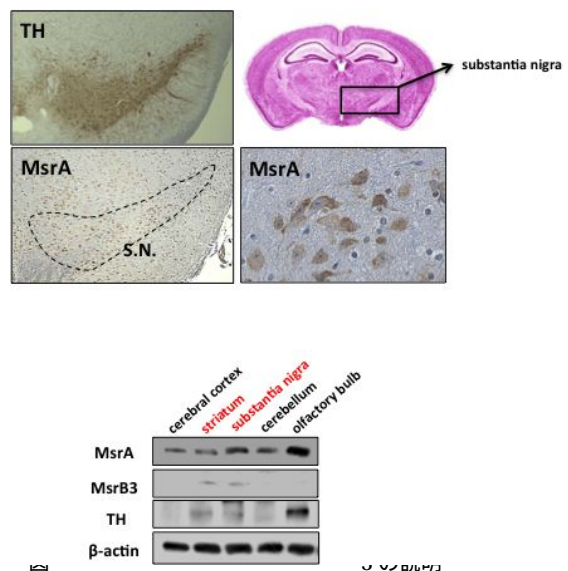 TH
substantia nigra
MsrA
S.N.
MsrA
cerebral cortex
striatum
substantia nigra
cerebellum
olfactory bulb
MsrA
MsrB3
TH
β-actin